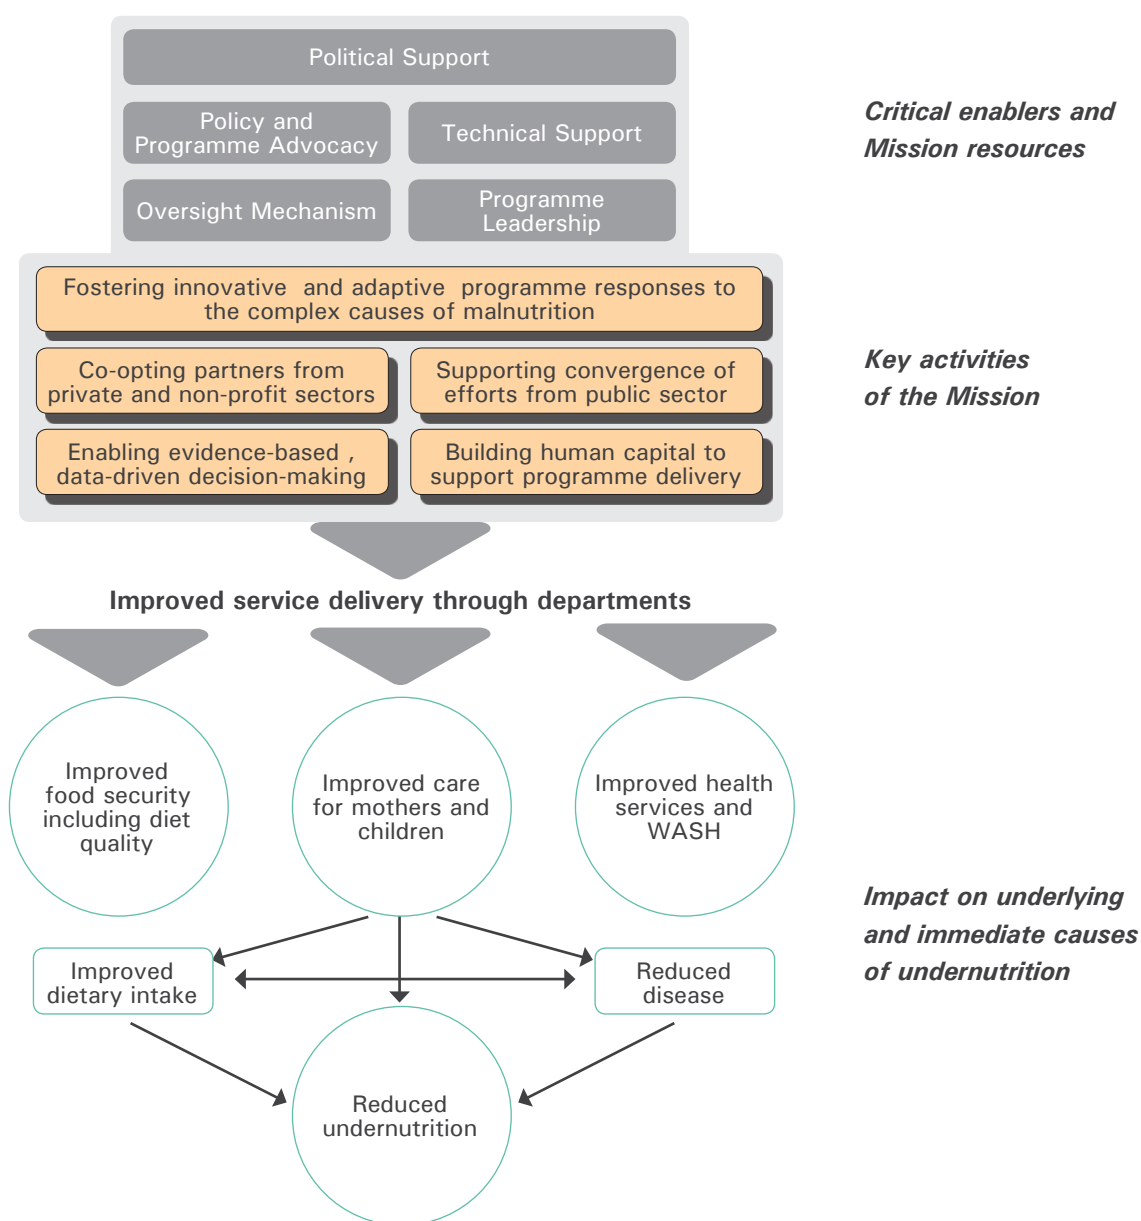 Political Support
Critical enablers and
Mission resources
Policy and
Programme Advocacy
Technical Support
Oversight Mechanism
Programme
Leadership
Fostering innovative and adaptive programme responses to
the complex causes of malnutrition
Key activities
of the Mission
Co-opting partners from
private and non-profit sectors
Supporting convergence of
efforts from public sector
Enabling evidence-based ,
data-driven decision-making
Building human capital to
support programme delivery
Improved service delivery through departments
Improved
food security
including diet
quality
Improved care
for mothers and
children
Improved health
services and
WASH
Impact on underlying
and immediate causes
of undernutrition
Improved
dietary intake
Reduced
disease
Reduced
undernutrition